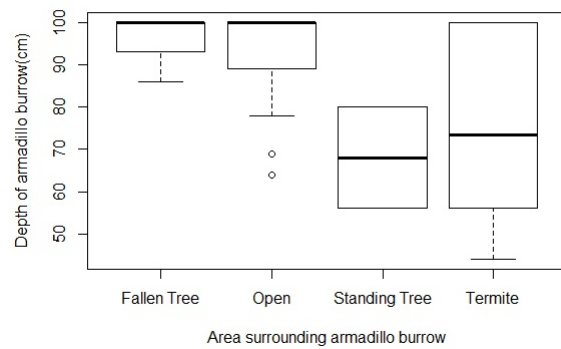 Depth of armadillo burrow(cm)
100
90
80
70
60
50
Fallen Tree
Open
Standing Tree
Termite
Area surrounding armadillo burrow